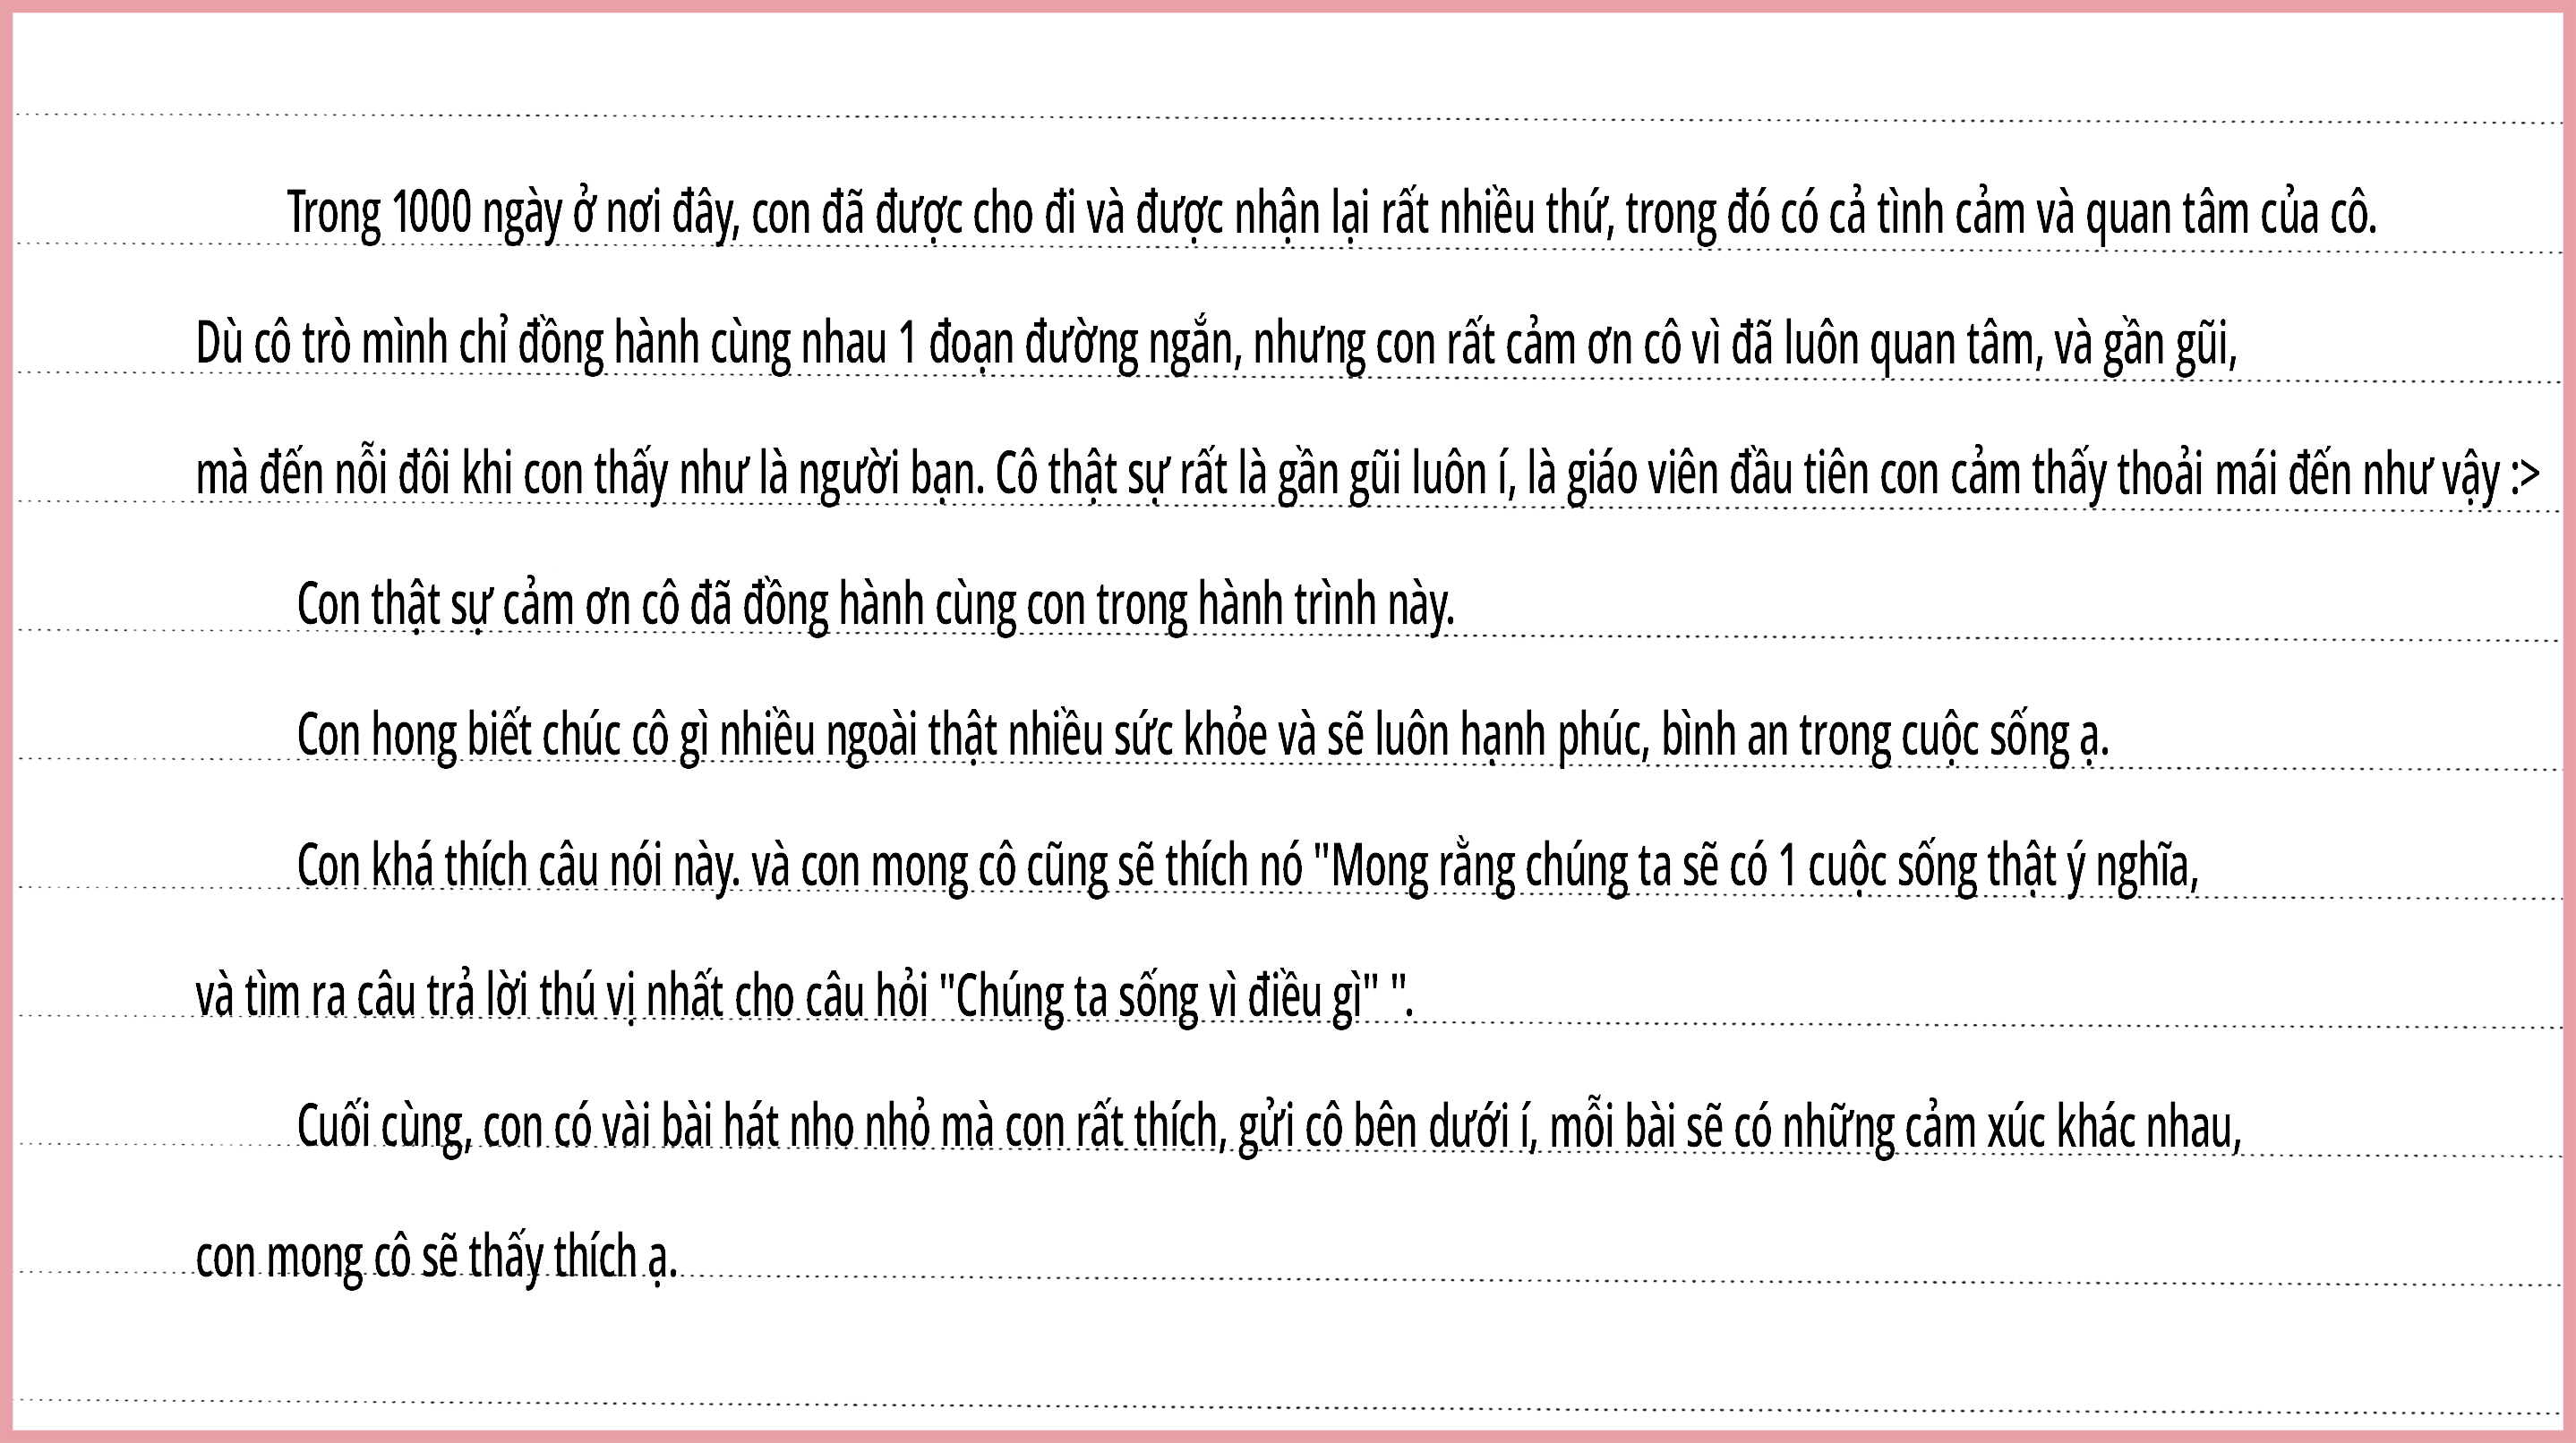 Trong 1000 ngày ở nơi đây, con đã được cho đi và được nhận lại rất nhiều thứ, trong đó có cả tình cảm và quan tâm của cô.
Dù cô trò mình chỉ đồng hành cùng nhau 1 đoạn đường ngắn, nhưng con rất cảm ơn cô vì đã luôn quan tâm, và gần gũi,
mà đến nỗi đôi khi con thấy như là người bạn. Cô thật sự rất là gần gũi luôn í, là giáo viên đầu tiên con cảm thấy thoải mái đến như vậy :>
Con thật sự cảm ơn cô đã đồng hành cùng con trong hành trình này.
Con hong biết chúc cô gì nhiều ngoài thật nhiều sức khỏe và sẽ luôn hạnh phúc, bình an trong cuộc sống ạ.
Con khá thích câu nói này. và con mong cô cũng sẽ thích nó "Mong rằng chúng ta sẽ có 1 cuộc sống thật ý nghĩa,
và tìm ra câu trả lời thú vị nhất cho câu hỏi "Chúng ta sống vì điều gì" ".
Cuối cùng, con có vài bài hát nho nhỏ mà con rất thích, gửi cô bên dưới í, mỗi bài sẽ có những cảm xúc khác nhau,
con mong cô sẽ thấy thích ạ.